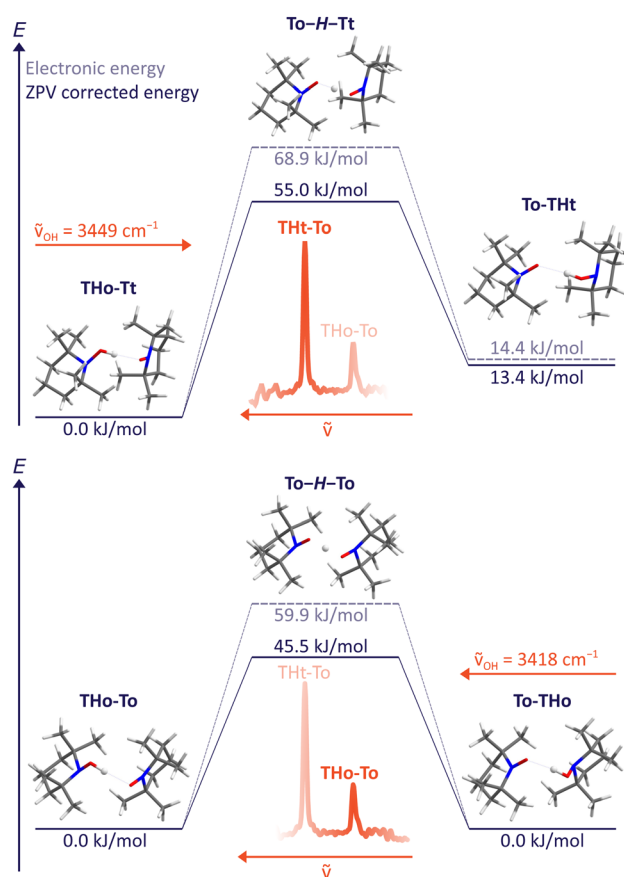 To–H–Tt
E
Electronic energy
ZPV corrected energy
68.9 kJ/mol
55.0 kJ/mol
ṽOH = 3449 cm⁻¹
THt-To
To-THt
THo-Tt
THo-To
14.4 kJ/mol
13.4 kJ/mol
0.0 kJ/mol
ṽ
E
To–H–To
59.9 kJ/mol
45.5 kJ/mol
ṽOH = 3418 cm⁻¹
THt-To
THo-To
To-THo
THo-To
0.0 kJ/mol
0.0 kJ/mol
ṽ